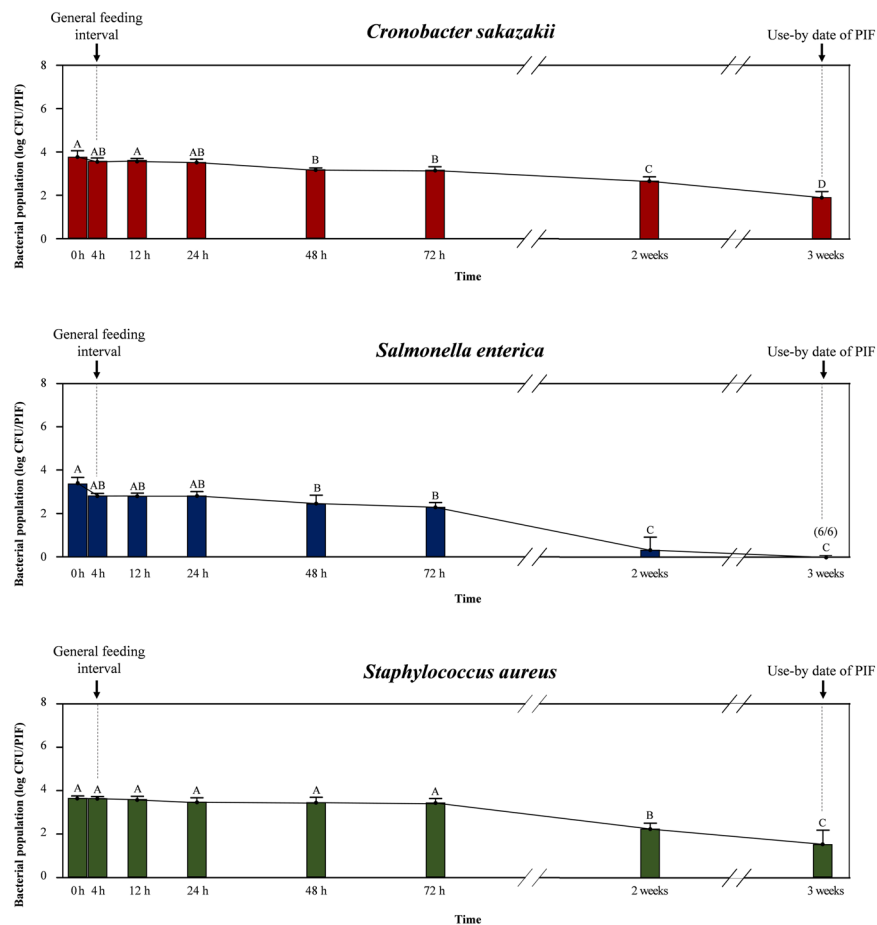 General feeding
interval
Cronobacter sakazakii
Use-by date of PIF
Bacterial population (log CFU/PIF)
8
6
4
2
0
A
AB
A
AB
B
B
C
D
0 h
4 h
12 h
24 h
48 h
72 h
2 weeks
3 weeks
Time
General feeding
interval
Salmonella enterica
Use-by date of PIF
Bacterial population (log CFU/PIF)
8
6
4
2
0
A
AB
AB
AB
B
B
C
(6/6)
C
0 h
4 h
12 h
24 h
48 h
72 h
2 weeks
3 weeks
Time
General feeding
interval
Staphylococcus aureus
Use-by date of PIF
Bacterial population (log CFU/PIF)
8
6
4
2
0
A
A
A
A
A
A
B
C
0 h
4 h
12 h
24 h
48 h
72 h
2 weeks
3 weeks
Time